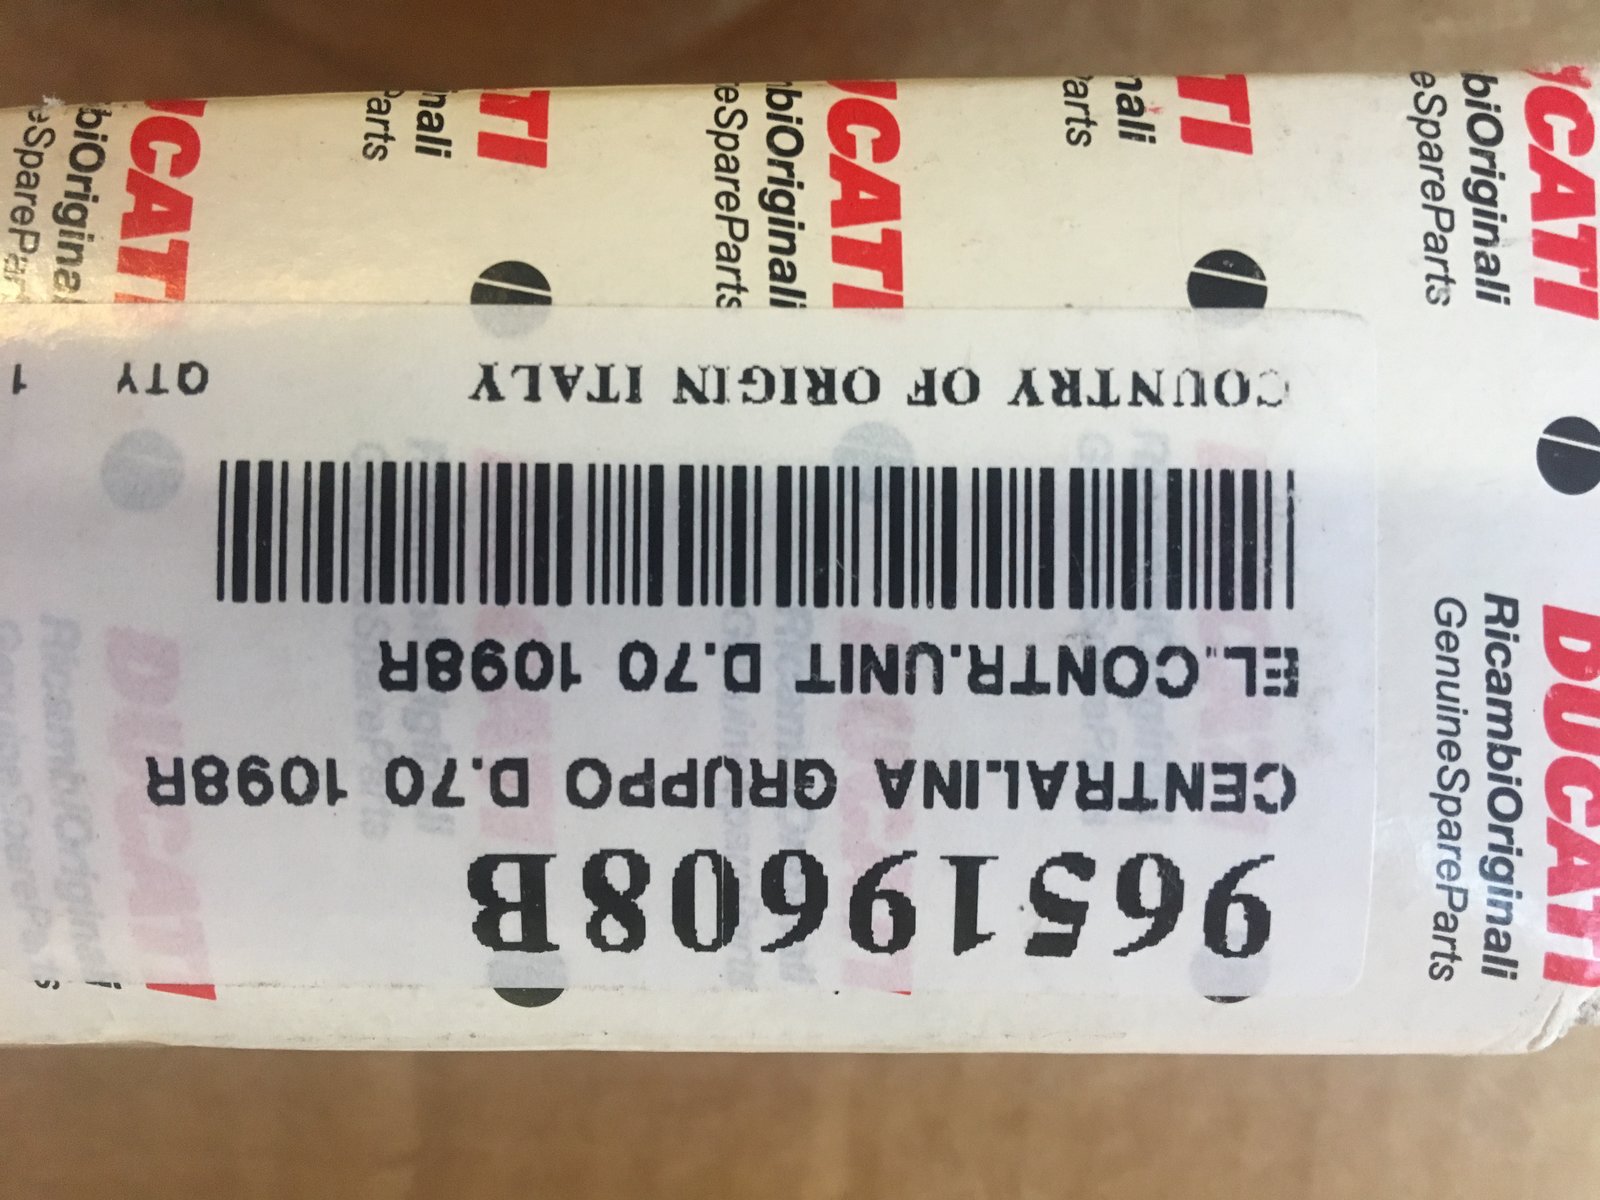 96519608B
CENTRALINA GRUPPO D.70 1098R
EL.CONTR.UNIT D.70 1098R
COUNTRY OF ORIGIN ITALY QTY 1
DUCATI
RicambiOriginali
GenuineSpareParts